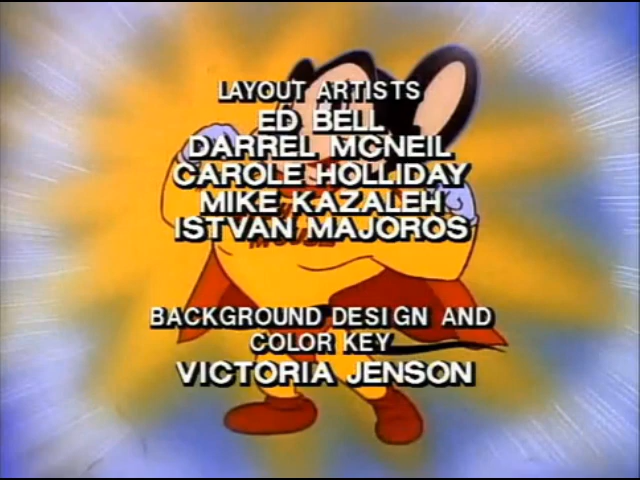 LAYOUT ARTISTS
ED BELL
DARREL MCNEIL
CAROLE HOLLIDAY
MIKE KAZALEH
ISTVAN MAJOROS
MOUSE
BACKGROUND DESIGN AND
COLOR KEY
VICTORIA JENSON